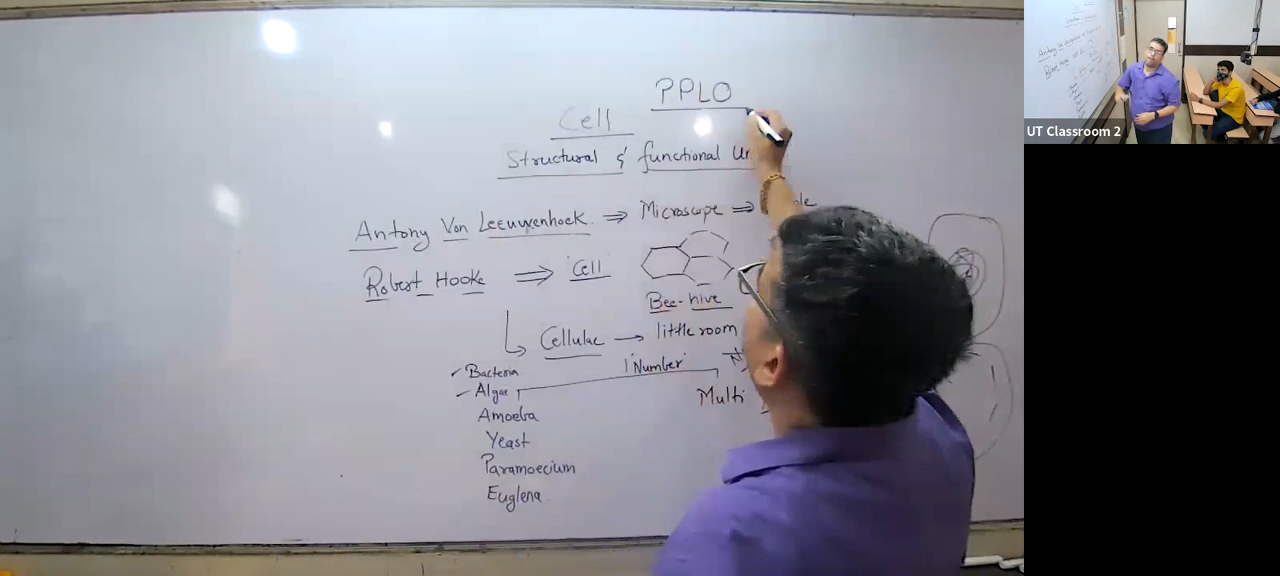 PPLO
Cell
Structural & functional Un
Antony Von Leeuwenhoek ⇒ Microscope ⇒
Robert Hooke ⇒ 'Cell'
Bee-hive
Cellulae → little room
'Number'
Bacteria
Algae
Multi
Amoeba
Yeast
Paramoecium
Euglena
UT Classroom 2